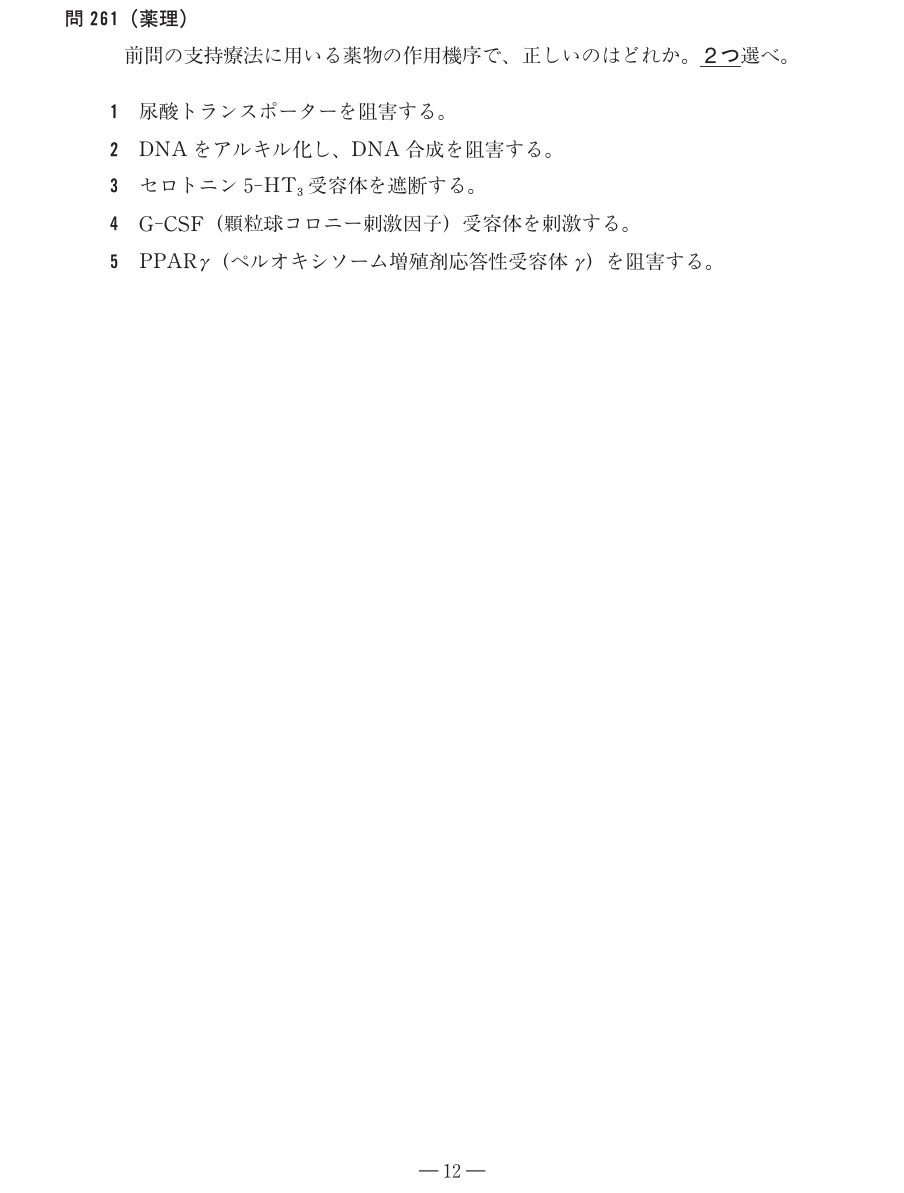 問 261（薬理）
前問の支持療法に用いる薬物の作用機序で、正しいのはどれか。２つ選べ。
1 尿酸トランスポーターを阻害する。
2 DNA をアルキル化し、DNA 合成を阻害する。
3 セロトニン 5-HT₃ 受容体を遮断する。
4 G-CSF（顆粒球コロニー刺激因子）受容体を刺激する。
5 PPARγ（ペルオキシソーム増殖剤応答性受容体 γ）を阻害する。
― 12 ―